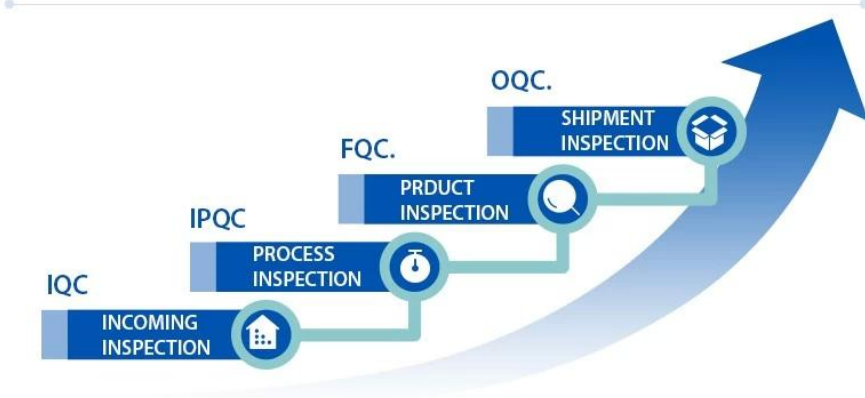 OQC.
SHIPMENT
INSPECTION
FQC.
PRDUCT
INSPECTION
IPQC
PROCESS
INSPECTION
IQC
INCOMING
INSPECTION